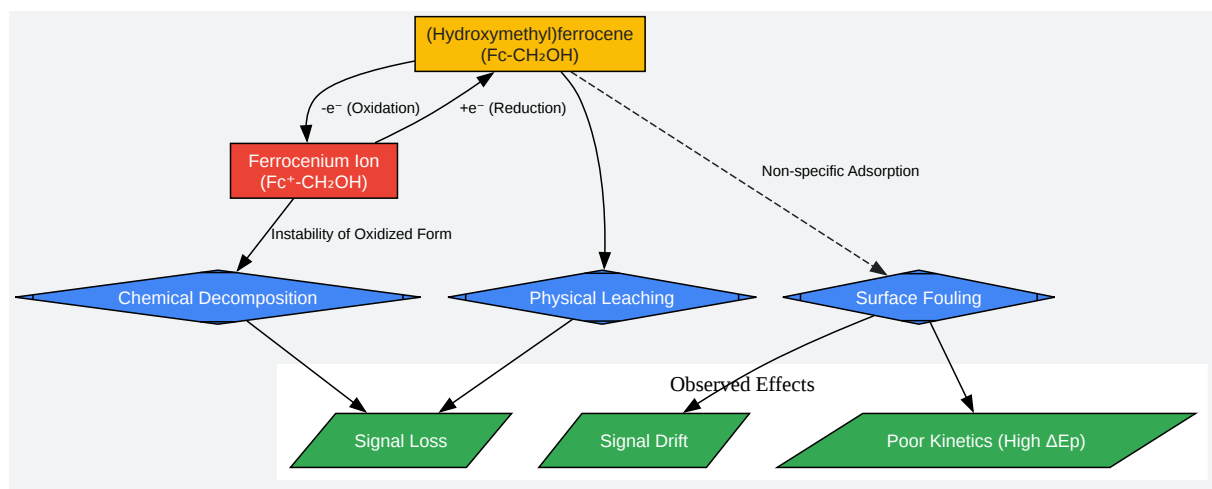 (Hydroxymethyl)ferrocene
(Fc-CH₂OH)
-e⁻ (Oxidation)
+e⁻ (Reduction)
Ferrocenium Ion
(Fc⁺-CH₂OH)
Non-specific Adsorption
Instability of Oxidized Form
Chemical Decomposition
Physical Leaching
Surface Fouling
Observed Effects
Signal Loss
Signal Drift
Poor Kinetics (High ΔEp)